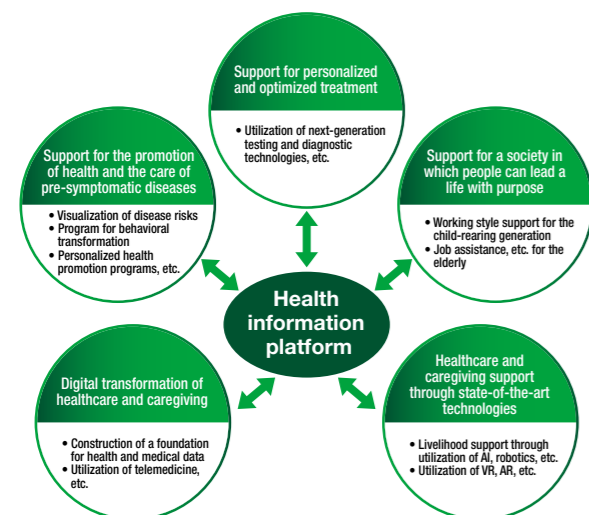 Support for personalized
and optimized treatment
• Utilization of next-generation
testing and diagnostic
technologies, etc.
Support for the promotion
of health and the care of
pre-symptomatic diseases
• Visualization of disease risks
• Program for behavioral
transformation
• Personalized health
promotion programs, etc.
Support for a society in
which people can lead a
life with purpose
• Working style support for the
child-rearing generation
• Job assistance, etc. for the
elderly
Health
information
platform
Digital transformation of
healthcare and caregiving
• Construction of a foundation
for health and medical data
• Utilization of telemedicine,
etc.
Healthcare and
caregiving support
through state-of-the-art
technologies
• Livelihood support through
utilization of AI, robotics, etc.
• Utilization of VR, AR, etc.